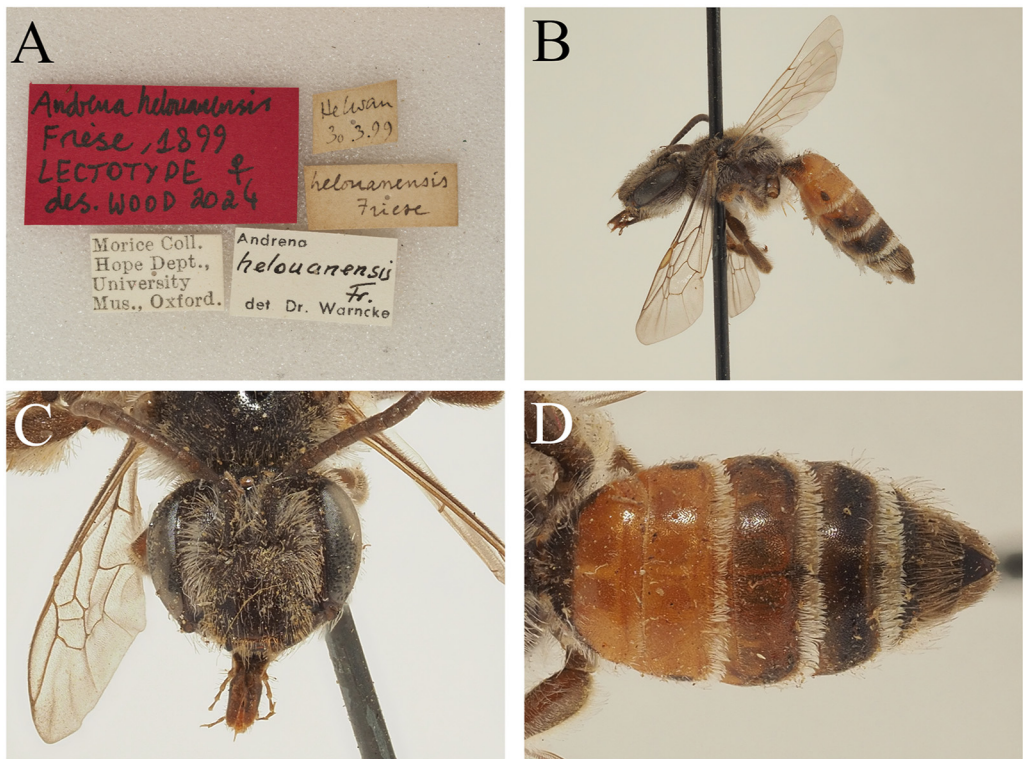 A
Andrena helouanensis
Friese, 1899
LECTOTYPE ♀
des. WOOD 2024
Helwan
30.3.99
helouanensis
Friese
Morice Coll.
Hope Dept.,
University
Mus., Oxford.
Andrena
helouanensis
Fr.
det Dr. Warncke
B
C
D